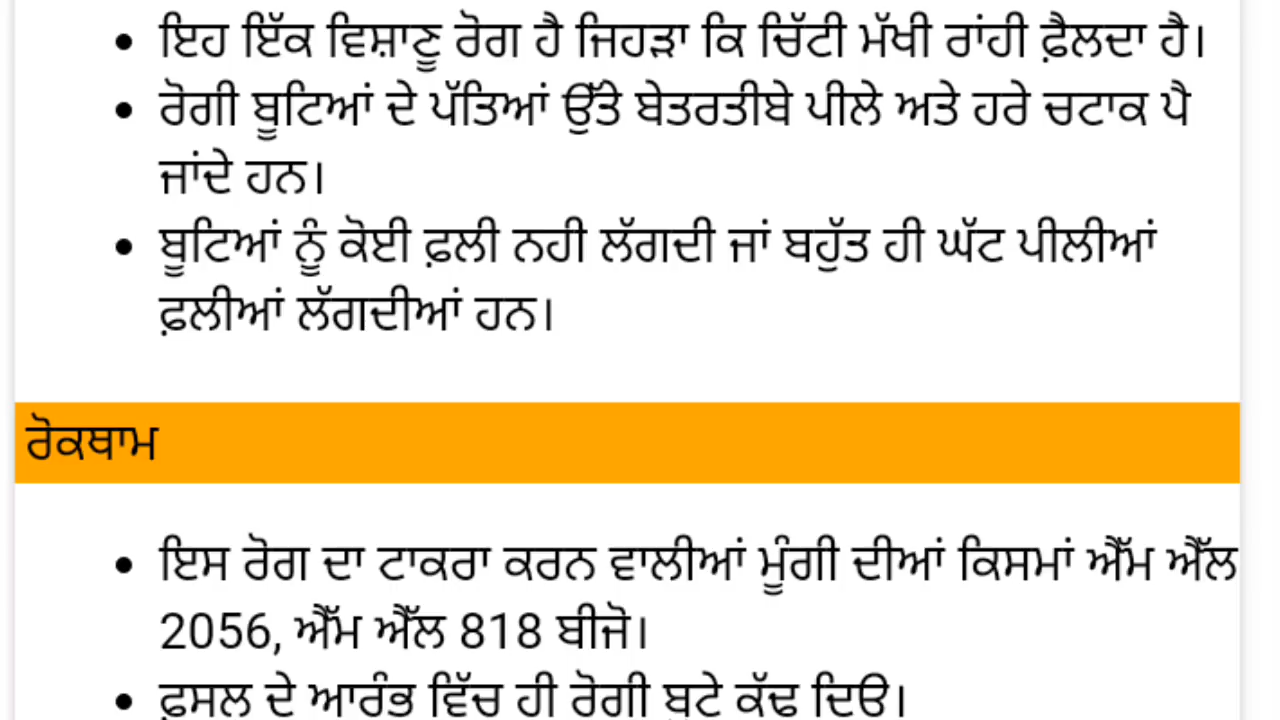 ਇਹ ਇੱਕ ਵਿਸ਼ਾਣੂ ਰੋਗ ਹੈ ਜਿਹੜਾ ਕਿ ਚਿੱਟੀ ਮੱਖੀ ਰਾਂਹੀ ਫ਼ੈਲਦਾ ਹੈ।
ਰੋਗੀ ਬੂਟਿਆਂ ਦੇ ਪੱਤਿਆਂ ਉੱਤੇ ਬੇਤਰਤੀਬੇ ਪੀਲੇ ਅਤੇ ਹਰੇ ਚਟਾਕ ਪੈ
ਜਾਂਦੇ ਹਨ।
ਬੂਟਿਆਂ ਨੂੰ ਕੋਈ ਫ਼ਲੀ ਨਹੀ ਲੱਗਦੀ ਜਾਂ ਬਹੁੱਤ ਹੀ ਘੱਟ ਪੀਲੀਆਂ
ਫ਼ਲੀਆਂ ਲੱਗਦੀਆਂ ਹਨ।
ਰੋਕਥਾਮ
ਇਸ ਰੋਗ ਦਾ ਟਾਕਰਾ ਕਰਨ ਵਾਲੀਆਂ ਮੂੰਗੀ ਦੀਆਂ ਕਿਸਮਾਂ ਐੱਮ ਐੱਲ
2056, ਐੱਮ ਐੱਲ 818 ਬੀਜੋ।
ਫ਼ਸਲ ਦੇ ਆਰੰਭ ਵਿੱਚ ਹੀ ਰੋਗੀ ਬੂਟੇ ਕੱਢ ਦਿਓ।